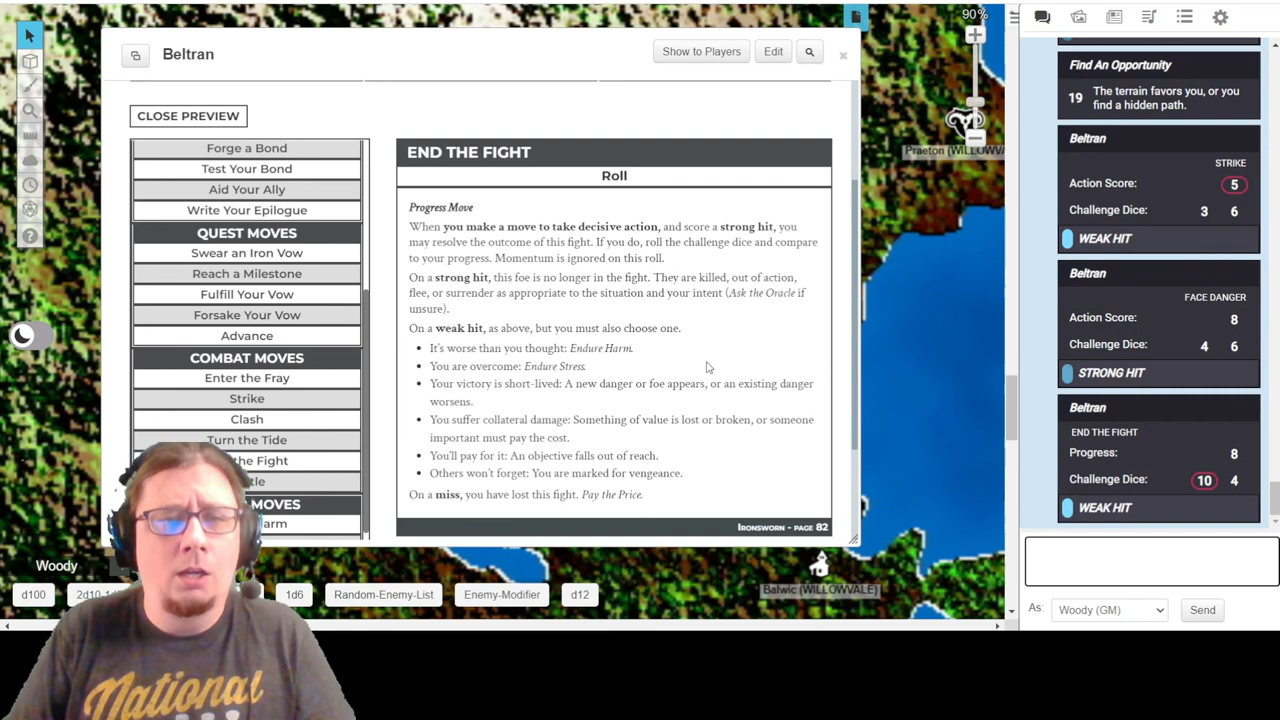 90%
Beltran
Show to Players
Edit
CLOSE PREVIEW
Forge a Bond
Test Your Bond
Aid Your Ally
Write Your Epilogue
QUEST MOVES
Swear an Iron Vow
Reach a Milestone
Fulfill Your Vow
Forsake Your Vow
Advance
COMBAT MOVES
Enter the Fray
Strike
Clash
Turn the Tide
the Fight
MOVES
END THE FIGHT
Roll
Progress Move
When you make a move to take decisive action, and score a strong hit, you
may resolve the outcome of this fight. If you do, roll the challenge dice and compare
to your progress. Momentum is ignored on this roll.
On a strong hit, this foe is no longer in the fight. They are killed, out of action,
flee, or surrender as appropriate to the situation and your intent (Ask the Oracle if
unsure).
On a weak hit, as above, but you must also choose one.
• It's worse than you thought: Endure Harm.
• You are overcome: Endure Stress.
• Your victory is short-lived: A new danger or foe appears, or an existing danger
worsens.
• You suffer collateral damage: Something of value is lost or broken, or someone
important must pay the cost.
• You'll pay for it: An objective falls out of reach.
• Others won't forget: You are marked for vengeance.
On a miss, you have lost this fight. Pay the Price.
IRONSWORN - PAGE 82
Praeton (WILLOWVA
Balwic (WILLOWVALE)
Woody
d100
1d6
Random-Enemy-List
Enemy-Modifier
d12
National
Find An Opportunity
19 The terrain favors you, or you
find a hidden path.
Beltran
STRIKE
Action Score: 5
Challenge Dice: 3 6
WEAK HIT
Beltran
FACE DANGER
Action Score: 8
Challenge Dice: 4 6
STRONG HIT
Beltran
END THE FIGHT
Progress: 8
Challenge Dice: 10 4
WEAK HIT
As: Woody (GM)
Send